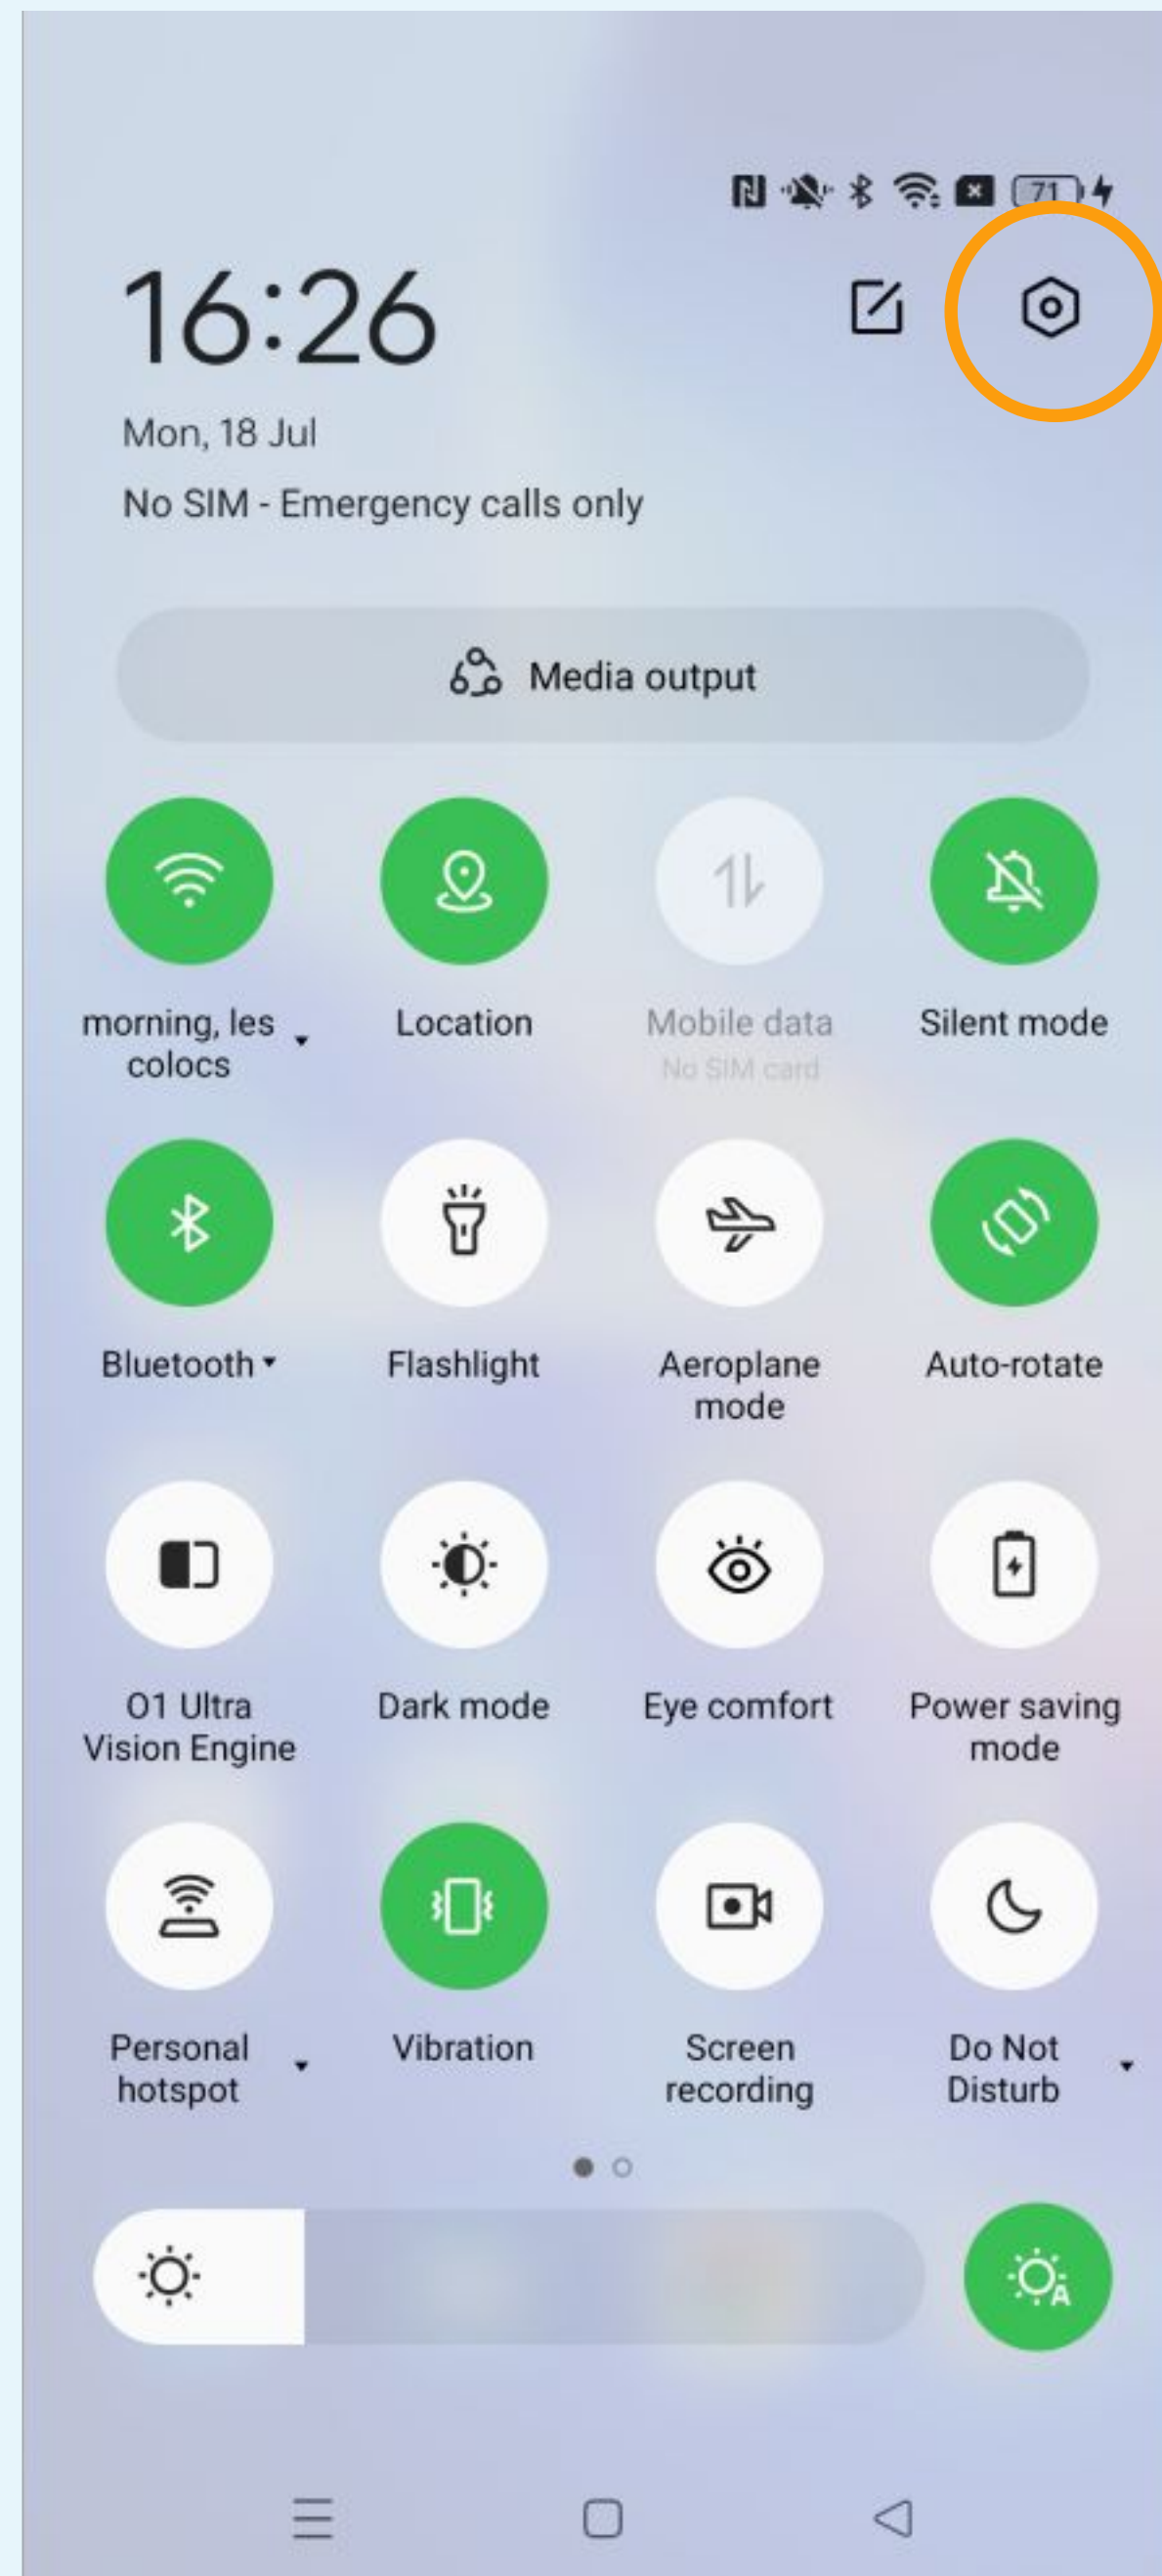 71
16:26
Mon, 18 Jul
No SIM - Emergency calls only
Media output
morning, les
colocs
Location
Mobile data
No SIM card
Silent mode
Bluetooth
Flashlight
Aeroplane
mode
Auto-rotate
O1 Ultra
Vision Engine
Dark mode
Eye comfort
Power saving
mode
Personal
hotspot
Vibration
Screen
recording
Do Not
Disturb
A